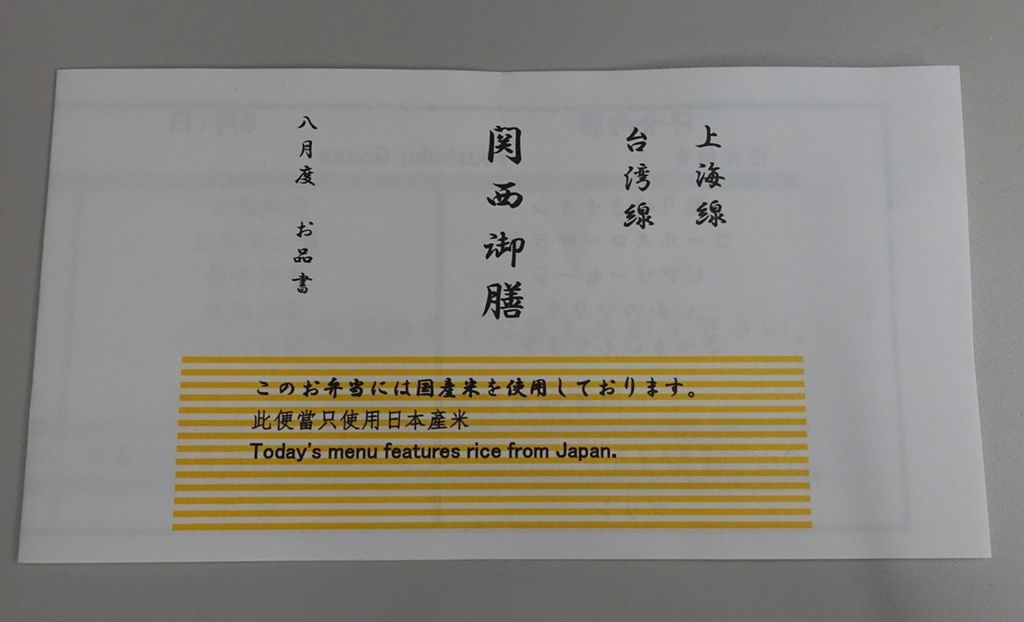 上海線
台湾線
関西御膳
八月度 お品書
このお弁当には国産米を使用しております。
此便當只使用日本產米
Today's menu features rice from Japan.